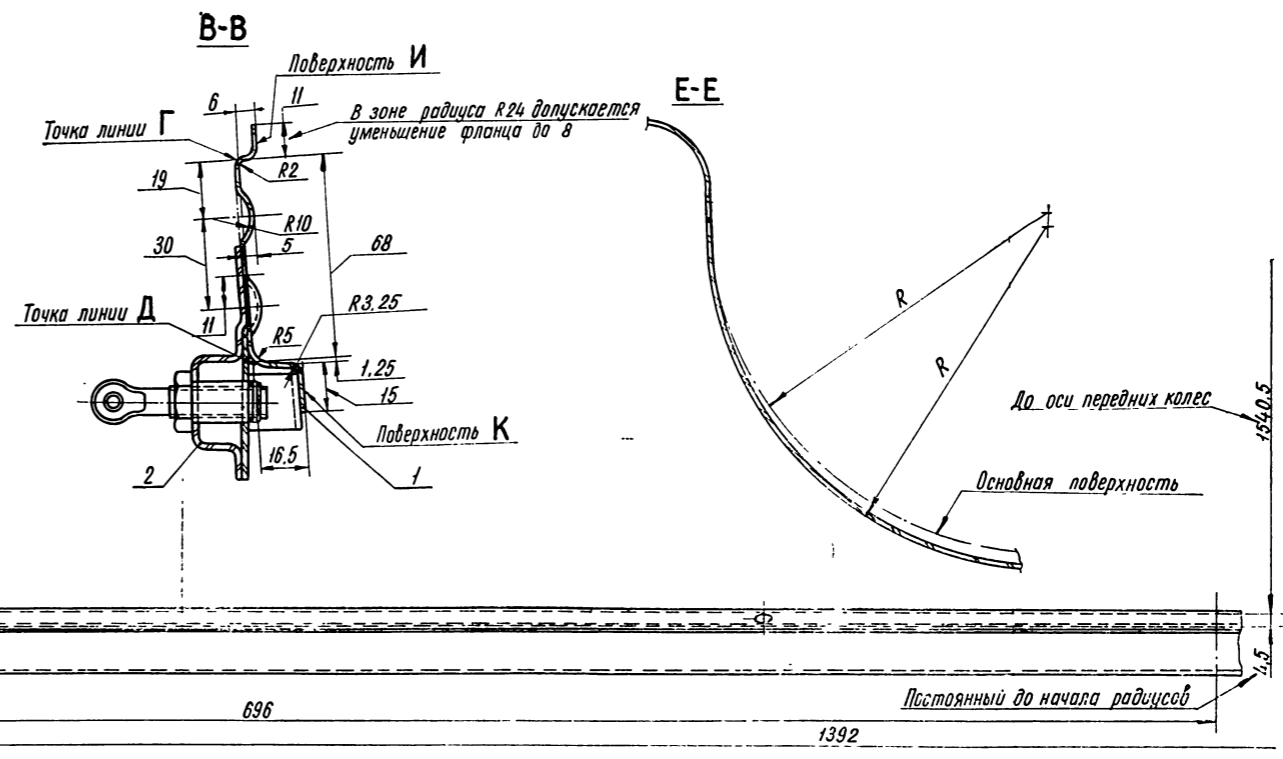 В-В
Поверхность И
6
11
Е-Е
В зоне радиуса R24 допускается
уменьшение фланца до 8
Точка линии Г
R2
19
R10
30
5
68
Точка линии Д
11
R3,25
R5
1,25
15
До оси передних колес
1540,5
Поверхность К
16,5
2
1
R
R
Основная поверхность
Постоянный до начала радиусов
4,5
696
1392